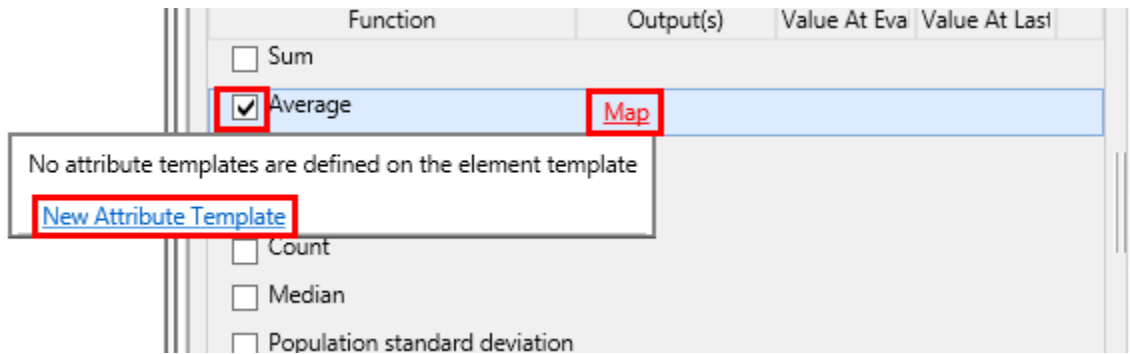 Function Output(s) Value At Eva Value At Last
Sum
Average Map
No attribute templates are defined on the element template
New Attribute Template
Count
Median
Population standard deviation